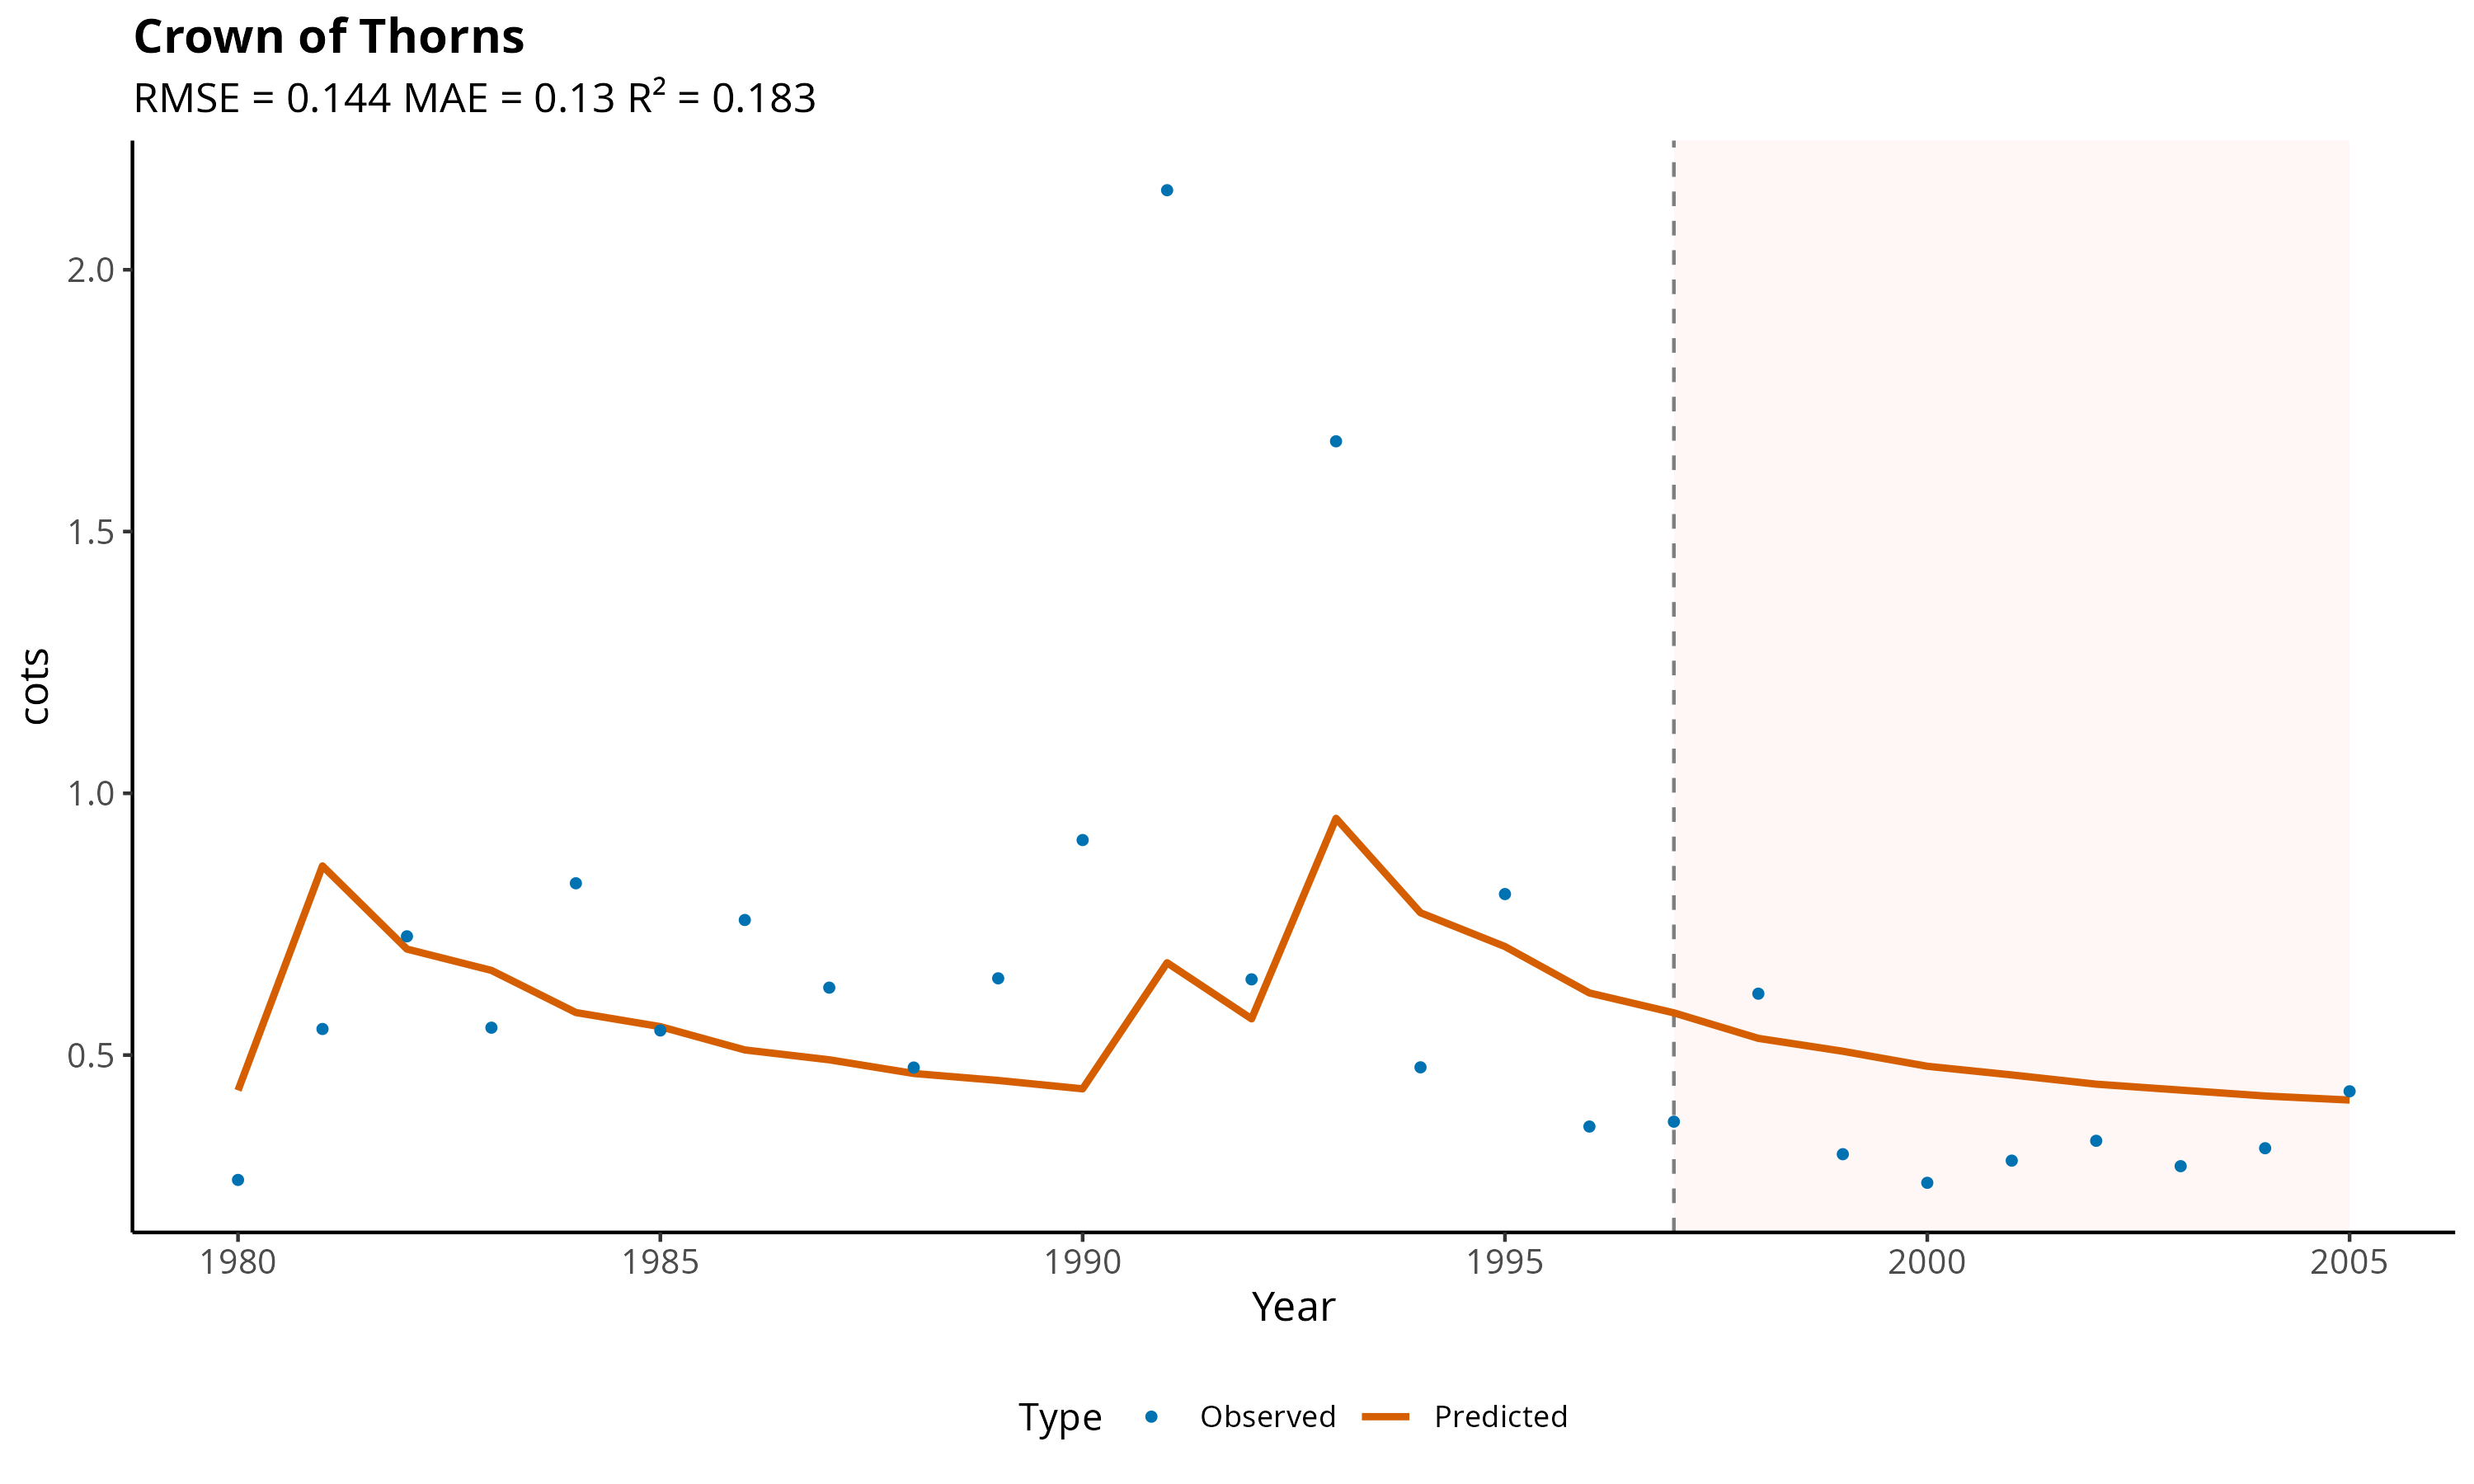 Crown of Thorns
RMSE = 0.144 MAE = 0.13 R² = 0.183
cots
2.0
1.5
1.0
0.5
1980 1985 1990 1995 2000 2005
Year
Type Observed Predicted